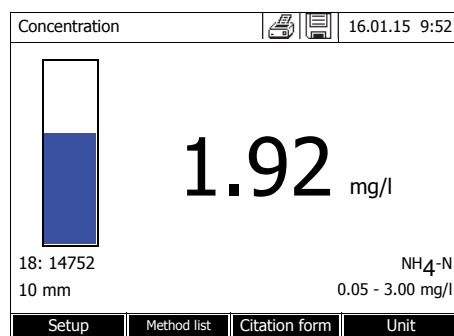 Concentration 16.01.15 9:52
1.92 mg/l
18: 14752 NH4-N
10 mm 0.05 - 3.00 mg/l
Setup Method list Citation form Unit